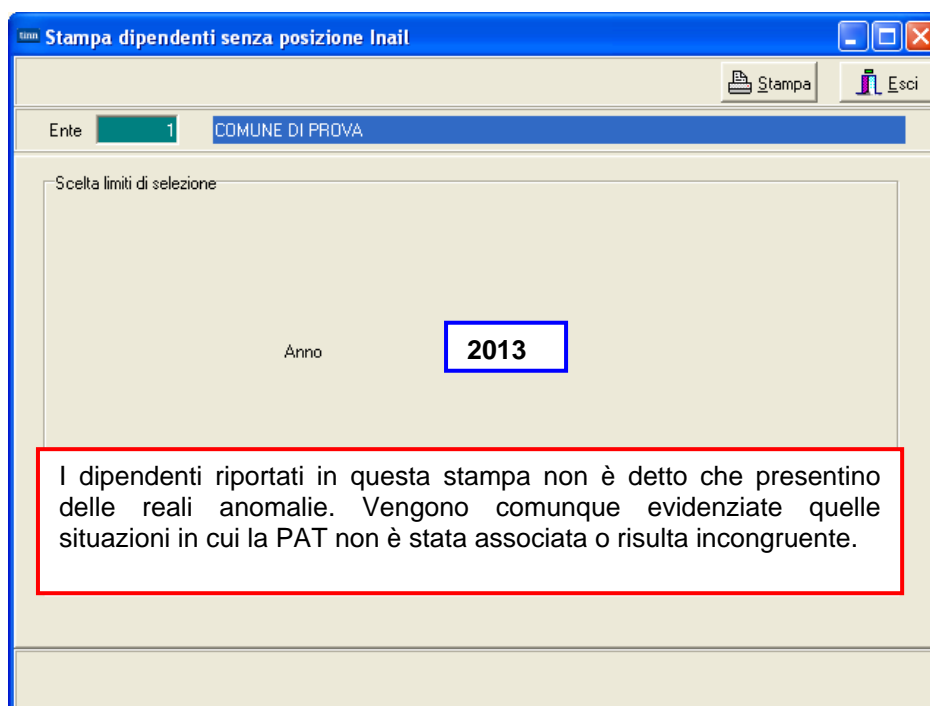 tinn Stampa dipendenti senza posizione Inail
Stampa Esci
Ente 1 COMUNE DI PROVA
Scelta limiti di selezione
Anno 2013
I dipendenti riportati in questa stampa non è detto che presentino
delle reali anomalie. Vengono comunque evidenziate quelle
situazioni in cui la PAT non è stata associata o risulta incongruente.